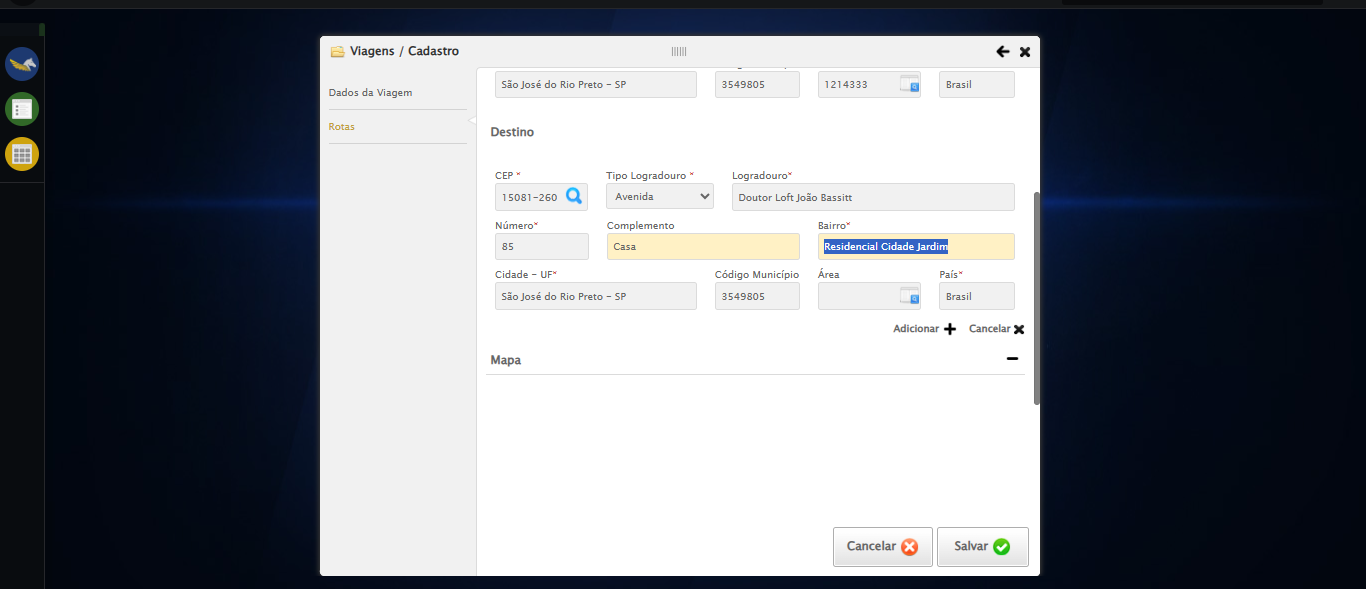 Viagens / Cadastro
Dados da Viagem
Rotas
São José do Rio Preto - SP 3549805 1214333 Brasil
Destino
CEP * Tipo Logradouro * Logradouro*
15081-260 Avenida Doutor Loft João Bassitt
Número* Complemento Bairro*
85 Casa Residencial Cidade Jardim
Cidade - UF* Código Município Área País*
São José do Rio Preto - SP 3549805 Brasil
Adicionar Cancelar
Mapa
Cancelar Salvar